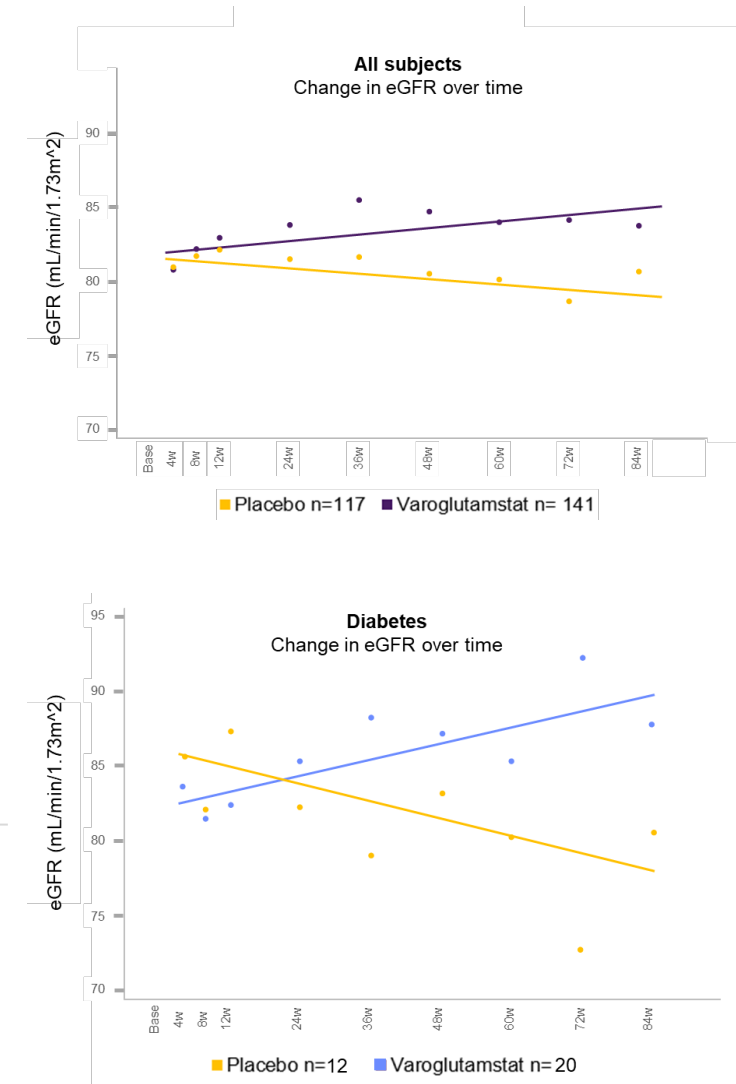 All subjects
Change in eGFR over time
eGFR (mL/min/1.73m^2)
90
85
80
75
70
Base 4w 8w 12w 24w 36w 48w 60w 72w 84w
Placebo n=117 Varoglutamstat n= 141
Diabetes
Change in eGFR over time
eGFR (mL/min/1.73m^2)
95
90
85
80
75
70
Base 4w 8w 12w 24w 36w 48w 60w 72w 84w
Placebo n=12 Varoglutamstat n=20